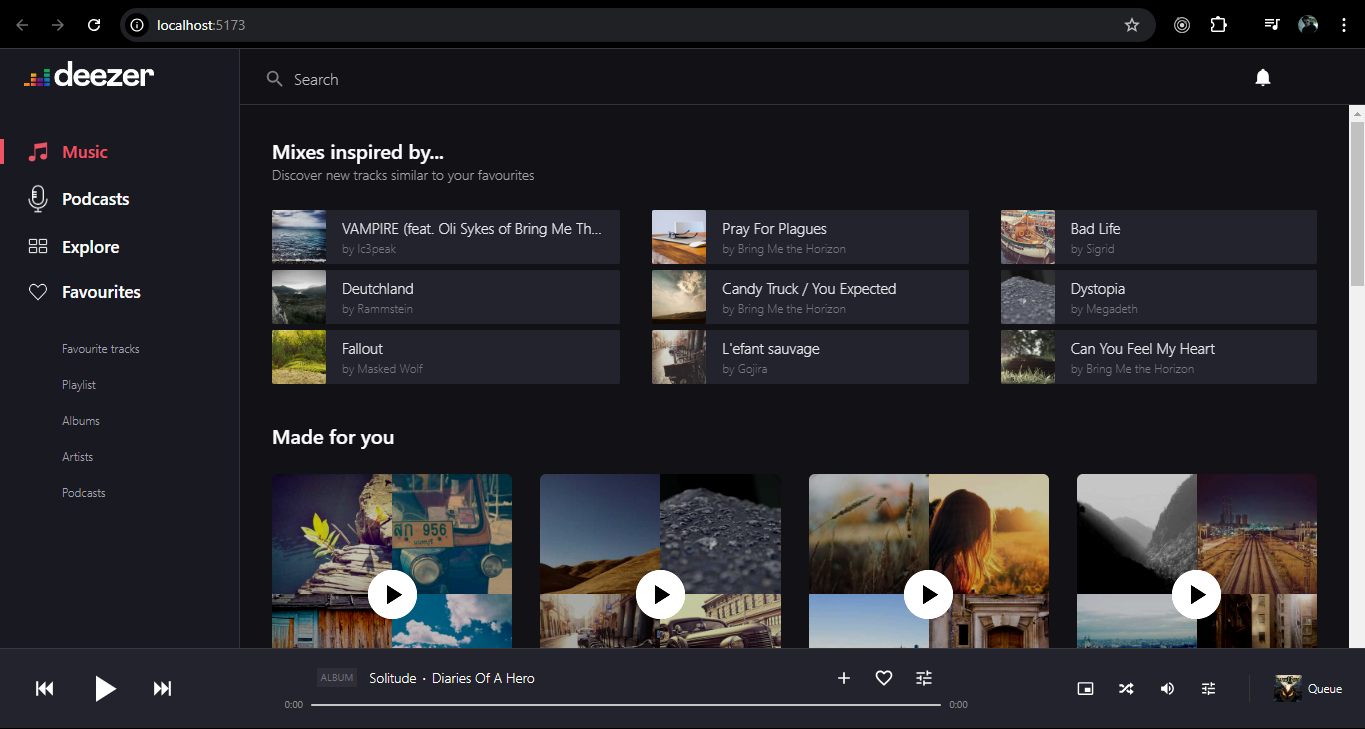 localhost:5173
deezer
Search
Music
Podcasts
Explore
Favourites
Favourite tracks
Playlist
Albums
Artists
Podcasts
Mixes inspired by...
Discover new tracks similar to your favourites
VAMPIRE (feat. Oli Sykes of Bring Me Th...
by Ic3peak
Pray For Plagues
by Bring Me the Horizon
Bad Life
by Sigrid
Deutchland
by Rammstein
Candy Truck / You Expected
by Bring Me the Horizon
Dystopia
by Megadeth
Fallout
by Masked Wolf
L'efant sauvage
by Gojira
Can You Feel My Heart
by Bring Me the Horizon
Made for you
956
ALBUM Solitude · Diaries Of A Hero
0:00 0:00
Queue